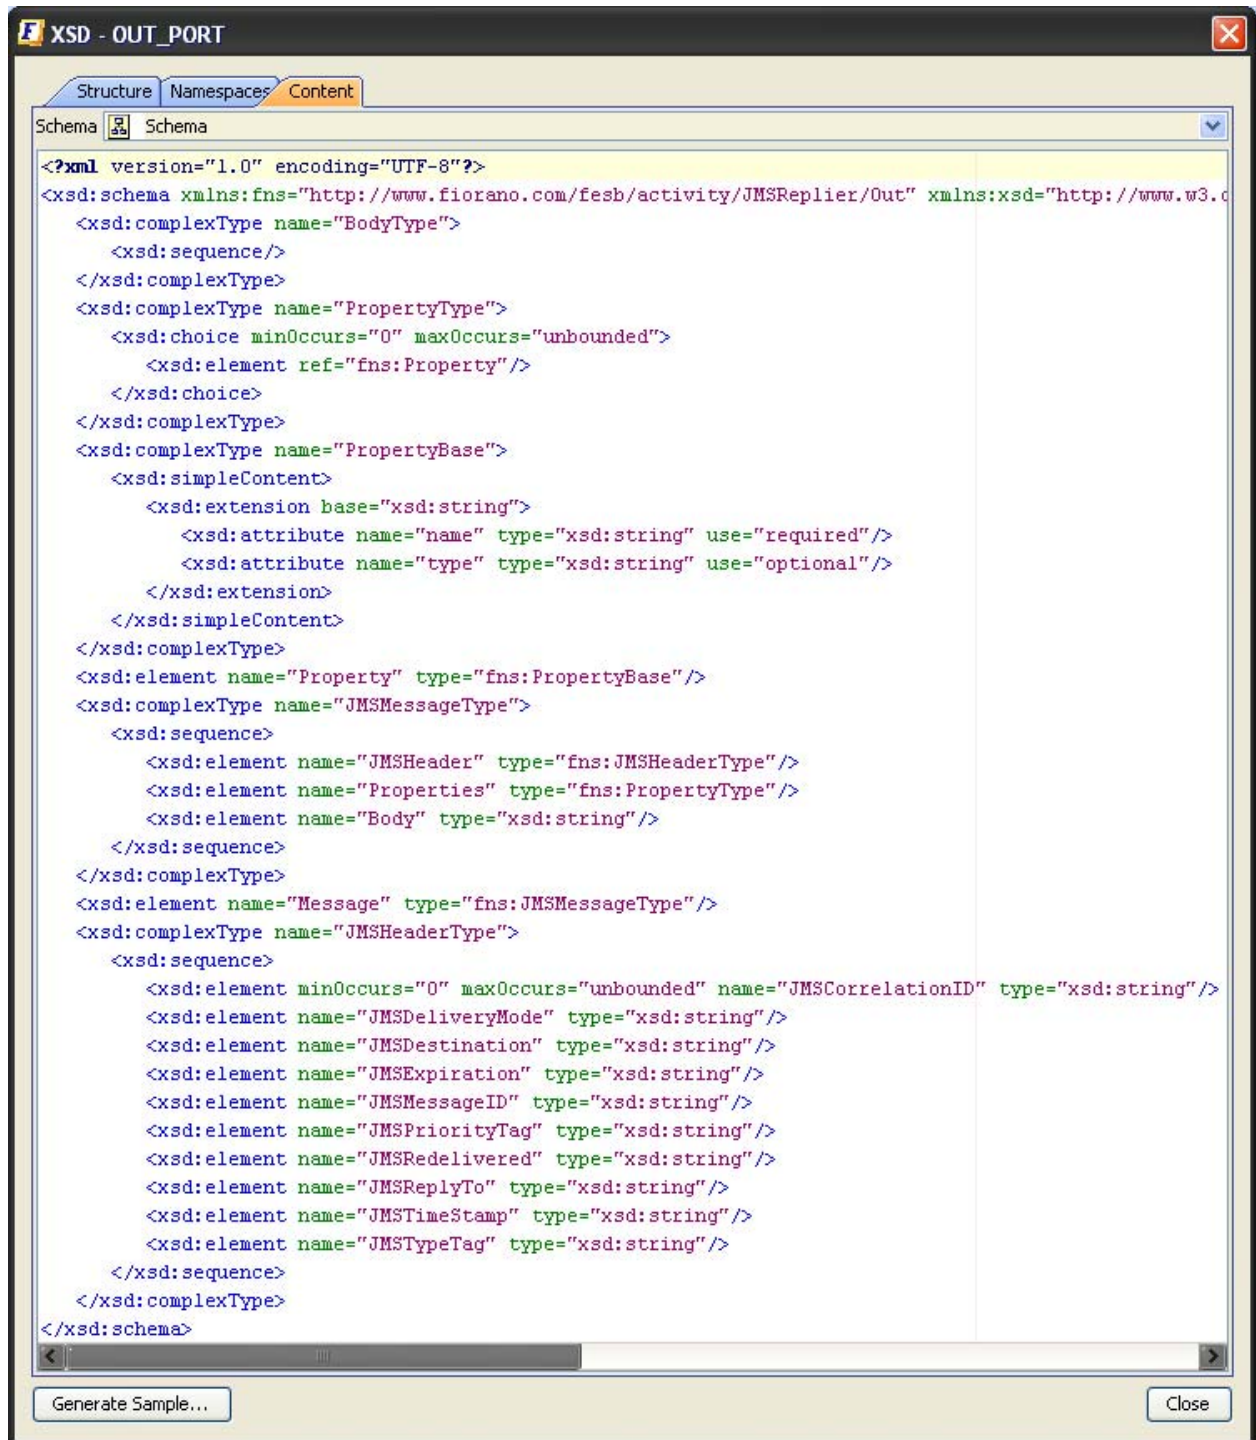 F XSD - OUT_PORT
Structure Namespaces Content
Schema Schema
<?xml version="1.0" encoding="UTF-8"?>
<xsd:schema xmlns:fns="http://www.fiorano.com/fesb/activity/JMSReplier/Out" xmlns:xsd="http://www.w3.o
<xsd:complexType name="BodyType">
<xsd:sequence/>
</xsd:complexType>
<xsd:complexType name="PropertyType">
<xsd:choice minOccurs="0" maxOccurs="unbounded">
<xsd:element ref="fns:Property"/>
</xsd:choice>
</xsd:complexType>
<xsd:complexType name="PropertyBase">
<xsd:simpleContent>
<xsd:extension base="xsd:string">
<xsd:attribute name="name" type="xsd:string" use="required"/>
<xsd:attribute name="type" type="xsd:string" use="optional"/>
</xsd:extension>
</xsd:simpleContent>
</xsd:complexType>
<xsd:element name="Property" type="fns:PropertyBase"/>
<xsd:complexType name="JMSMessageType">
<xsd:sequence>
<xsd:element name="JMSHeader" type="fns:JMSHeaderType"/>
<xsd:element name="Properties" type="fns:PropertyType"/>
<xsd:element name="Body" type="xsd:string"/>
</xsd:sequence>
</xsd:complexType>
<xsd:element name="Message" type="fns:JMSMessageType"/>
<xsd:complexType name="JMSHeaderType">
<xsd:sequence>
<xsd:element minOccurs="0" maxOccurs="unbounded" name="JMSCorrelationID" type="xsd:string"/>
<xsd:element name="JMSDeliveryMode" type="xsd:string"/>
<xsd:element name="JMSDestination" type="xsd:string"/>
<xsd:element name="JMSExpiration" type="xsd:string"/>
<xsd:element name="JMSMessageID" type="xsd:string"/>
<xsd:element name="JMSPriorityTag" type="xsd:string"/>
<xsd:element name="JMSRedelivered" type="xsd:string"/>
<xsd:element name="JMSReplyTo" type="xsd:string"/>
<xsd:element name="JMSTimeStamp" type="xsd:string"/>
<xsd:element name="JMSTypeTag" type="xsd:string"/>
</xsd:sequence>
</xsd:complexType>
</xsd:schema>
Generate Sample... Close